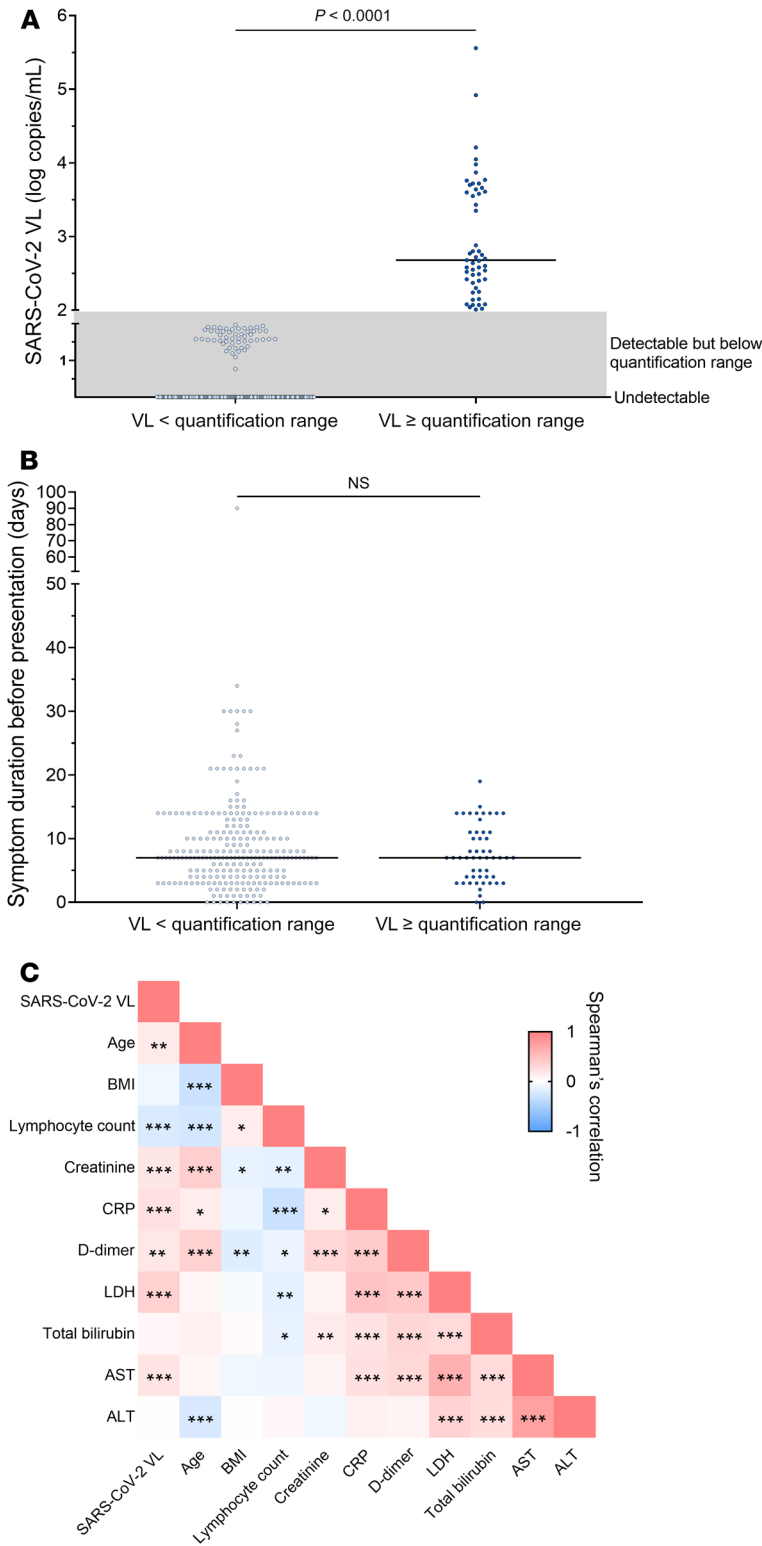 A
P < 0.0001
SARS-CoV-2 VL (log copies/mL)
6
5
4
3
2
1
Detectable but below
quantification range
Undetectable
VL < quantification range
VL ≥ quantification range
B
NS
Symptom duration before presentation (days)
100
90
80
70
60
50
40
30
20
10
0
VL < quantification range
VL ≥ quantification range
C
SARS-CoV-2 VL
Age
**
BMI
***
Lymphocyte count
*** *** *
Creatinine
*** *** * **
CRP
*** * *** *
D-dimer
** *** ** * *** ***
LDH
*** ** *** ***
Total bilirubin
* ** *** *** ***
AST
*** *** *** *** ***
ALT
*** *** *** ***
SARS-CoV-2 VL
Age
BMI
Lymphocyte count
Creatinine
CRP
D-dimer
LDH
Total bilirubin
AST
ALT
1
0
-1
Spearman's correlation